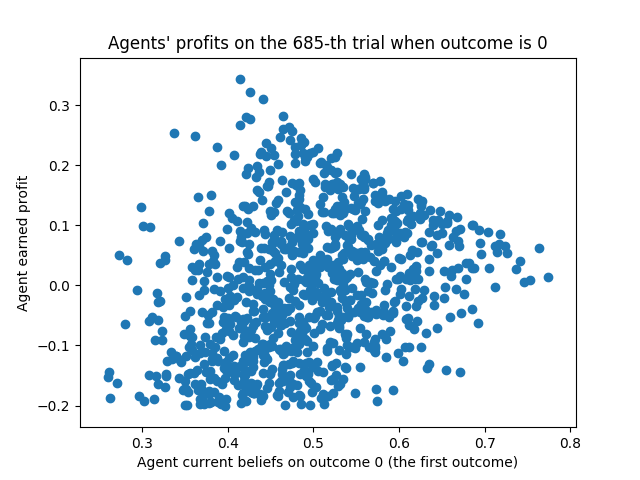 Agents' profits on the 685-th trial when outcome is 0
0.3
0.2
0.1
0.0
−0.1
−0.2
Agent earned profit
0.3 0.4 0.5 0.6 0.7 0.8
Agent current beliefs on outcome 0 (the first outcome)